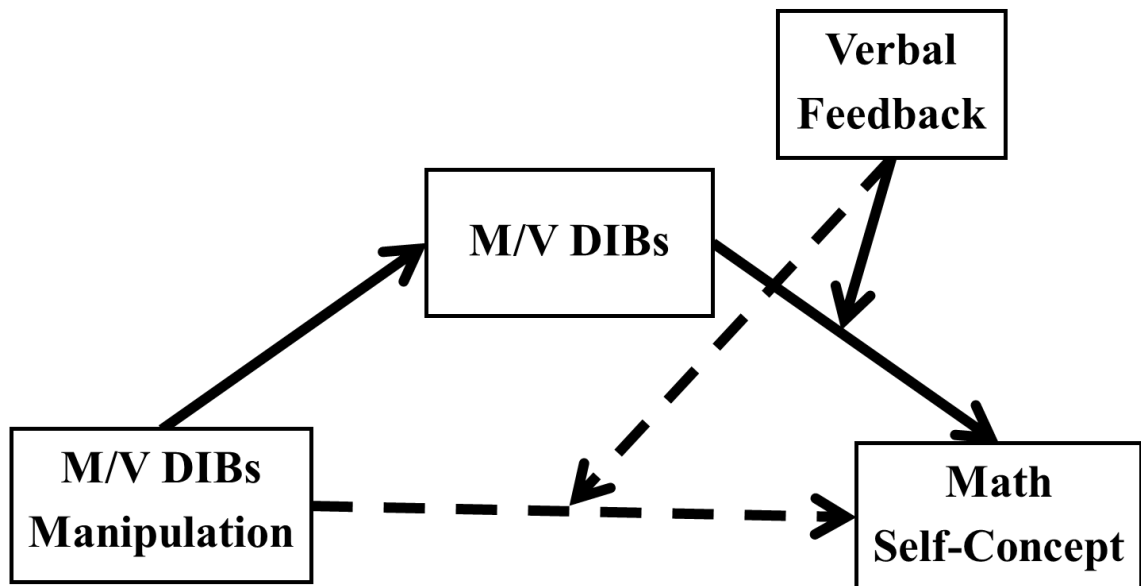 Verbal
Feedback
M/V DIBs
M/V DIBs
Manipulation
Math
Self-Concept